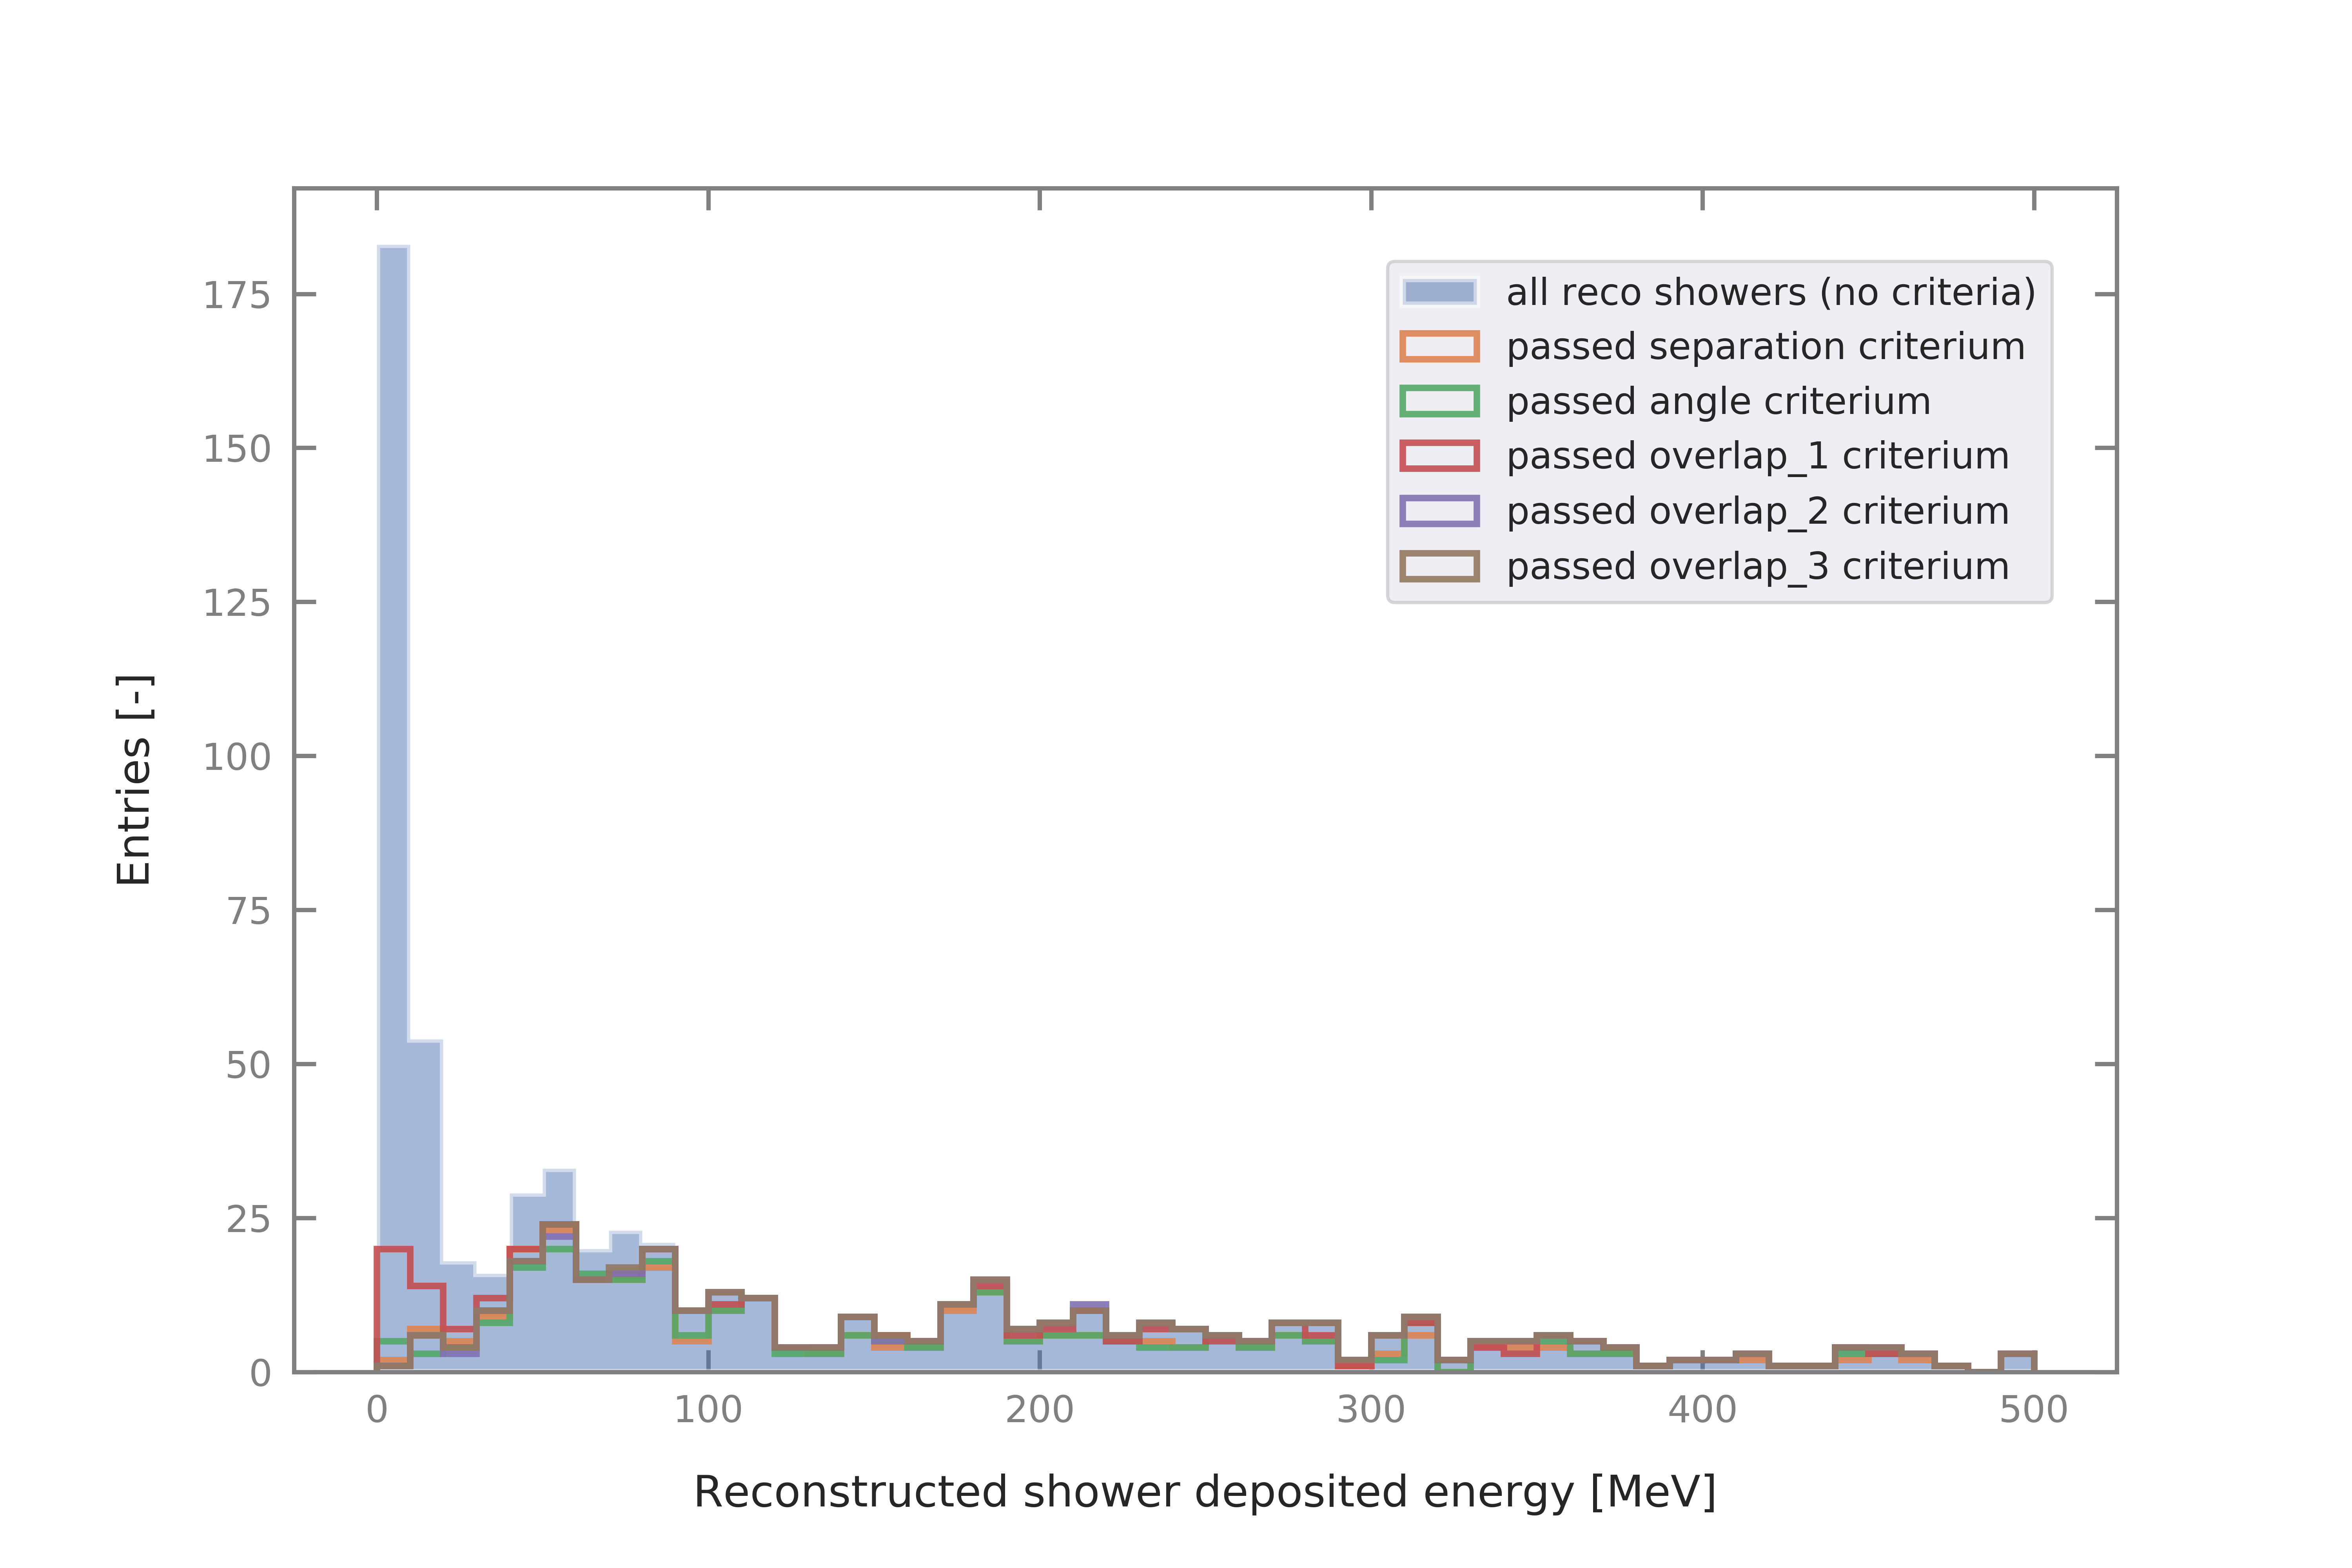 175
150
125
100
75
50
25
0
Entries [-]
all reco showers (no criteria)
passed separation criterium
passed angle criterium
passed overlap_1 criterium
passed overlap_2 criterium
passed overlap_3 criterium
0 100 200 300 400 500
Reconstructed shower deposited energy [MeV]